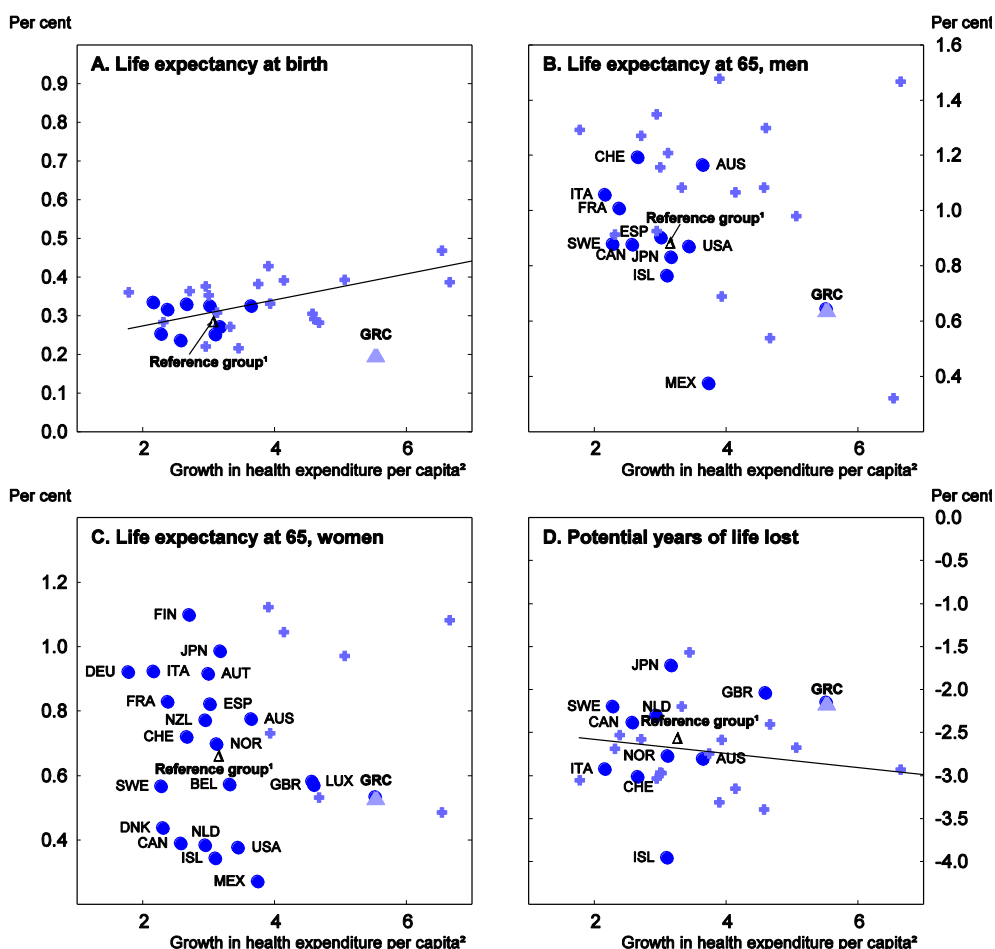 Per cent
Per cent
A. Life expectancy at birth
0.9
0.8
0.7
0.6
0.5
0.4
0.3
0.2
0.1
0.0
GRC
Reference group¹
2 4 6
Growth in health expenditure per capita²
B. Life expectancy at 65, men
1.6
1.4
1.2
1.0
0.8
0.6
0.4
CHE
AUS
ITA
FRA
Reference group¹
ESP
SWE
USA
CAN
JPN
ISL
GRC
MEX
2 4 6
Growth in health expenditure per capita²
Per cent
Per cent
C. Life expectancy at 65, women
1.2
1.0
0.8
0.6
0.4
FIN
JPN
DEU
ITA
AUT
FRA
ESP
NZL
AUS
CHE
NOR
Reference group¹
SWE
BEL
GBR
LUX
GRC
DNK
NLD
CAN
USA
ISL
MEX
2 4 6
Growth in health expenditure per capita²
D. Potential years of life lost
0.0
-0.5
-1.0
-1.5
-2.0
-2.5
-3.0
-3.5
-4.0
JPN
GBR
GRC
SWE
NLD
CAN
Reference group¹
NOR
AUS
ITA
CHE
ISL
2 4 6
Growth in health expenditure per capita²